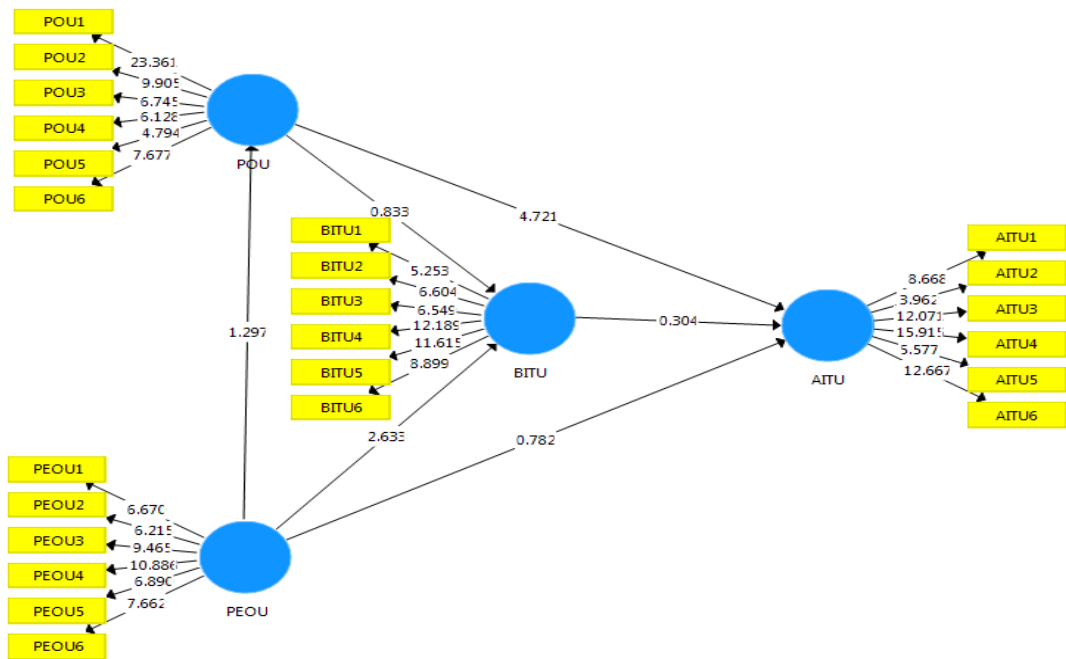 POU1
POU2
POU3
POU4
POU5
POU6
23.361
9.905
6.745
6.128
4.794
7.677
POU
0.833
4.721
BITU1
BITU2
BITU3
BITU4
BITU5
BITU6
5.253
6.604
6.549
12.189
11.615
8.899
BITU
0.304
1.297
2.633
0.782
AITU1
AITU2
AITU3
AITU4
AITU5
AITU6
8.668
3.962
12.071
15.915
5.577
12.667
AITU
PEOU1
PEOU2
PEOU3
PEOU4
PEOU5
PEOU6
6.670
6.215
9.465
10.886
6.890
7.662
PEOU